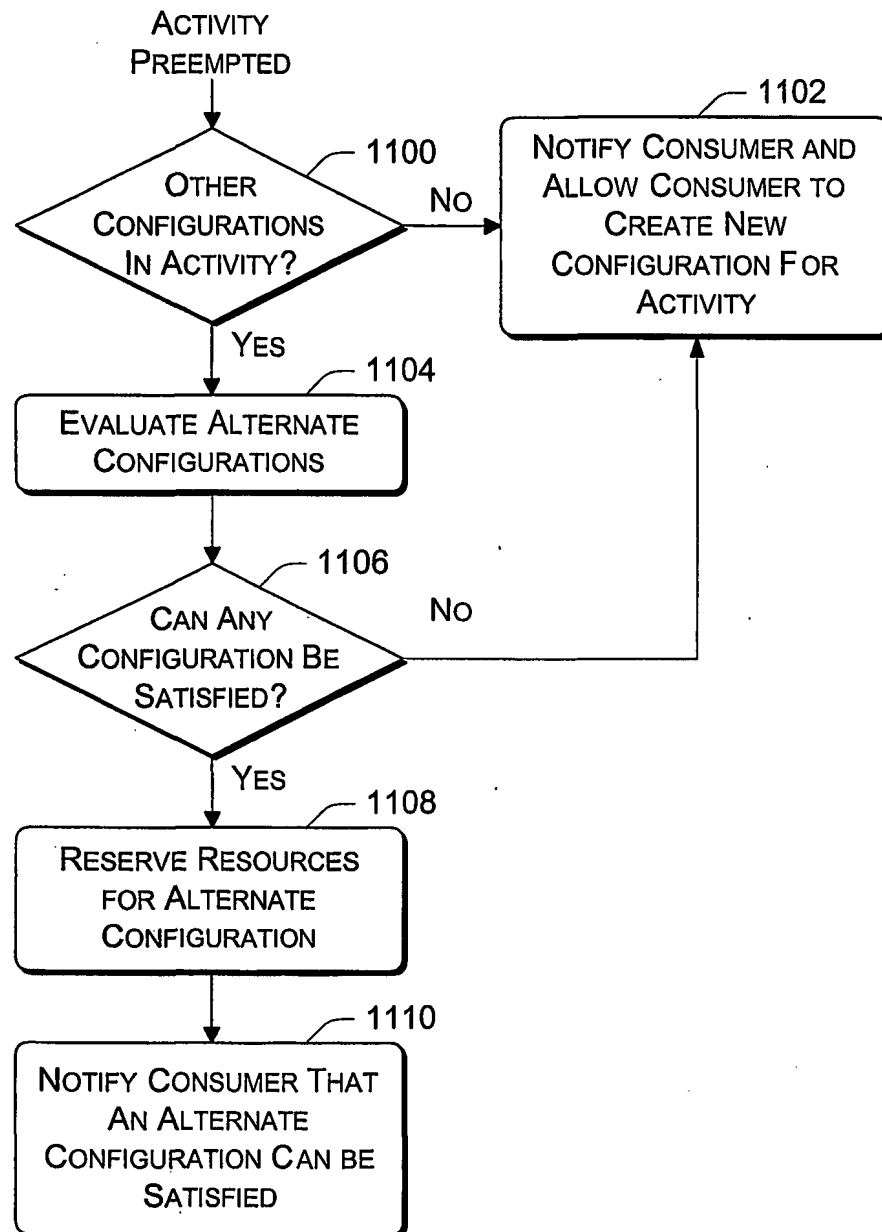 ACTIVITY
PREEMPTED
1100
OTHER
CONFIGURATIONS
IN ACTIVITY?
No
1102
NOTIFY CONSUMER AND
ALLOW CONSUMER TO
CREATE NEW
CONFIGURATION FOR
ACTIVITY
YES
1104
EVALUATE ALTERNATE
CONFIGURATIONS
1106
CAN ANY
CONFIGURATION BE
SATISFIED?
No
YES
1108
RESERVE RESOURCES
FOR ALTERNATE
CONFIGURATION
1110
NOTIFY CONSUMER THAT
AN ALTERNATE
CONFIGURATION CAN BE
SATISFIED